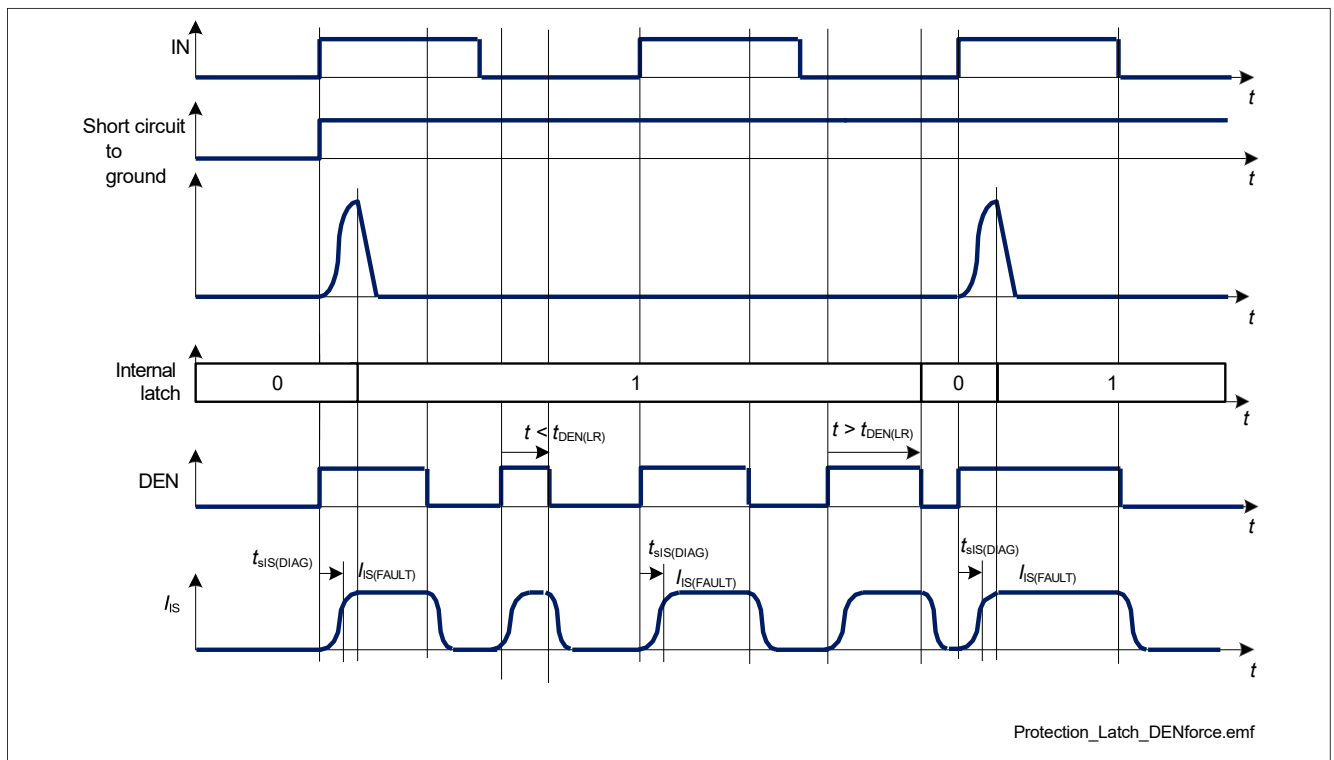 IN
t
Short circuit
to
ground
t
t
Internal
latch
0
1
0
1
t
t < tDEN(LR)
t > tDEN(LR)
DEN
t
tsIS(DIAG)
IIS(FAULT)
tsIS(DIAG)
IIS(FAULT)
tsIS(DIAG)
IIS(FAULT)
IIS
t
Protection_Latch_DENforce.emf